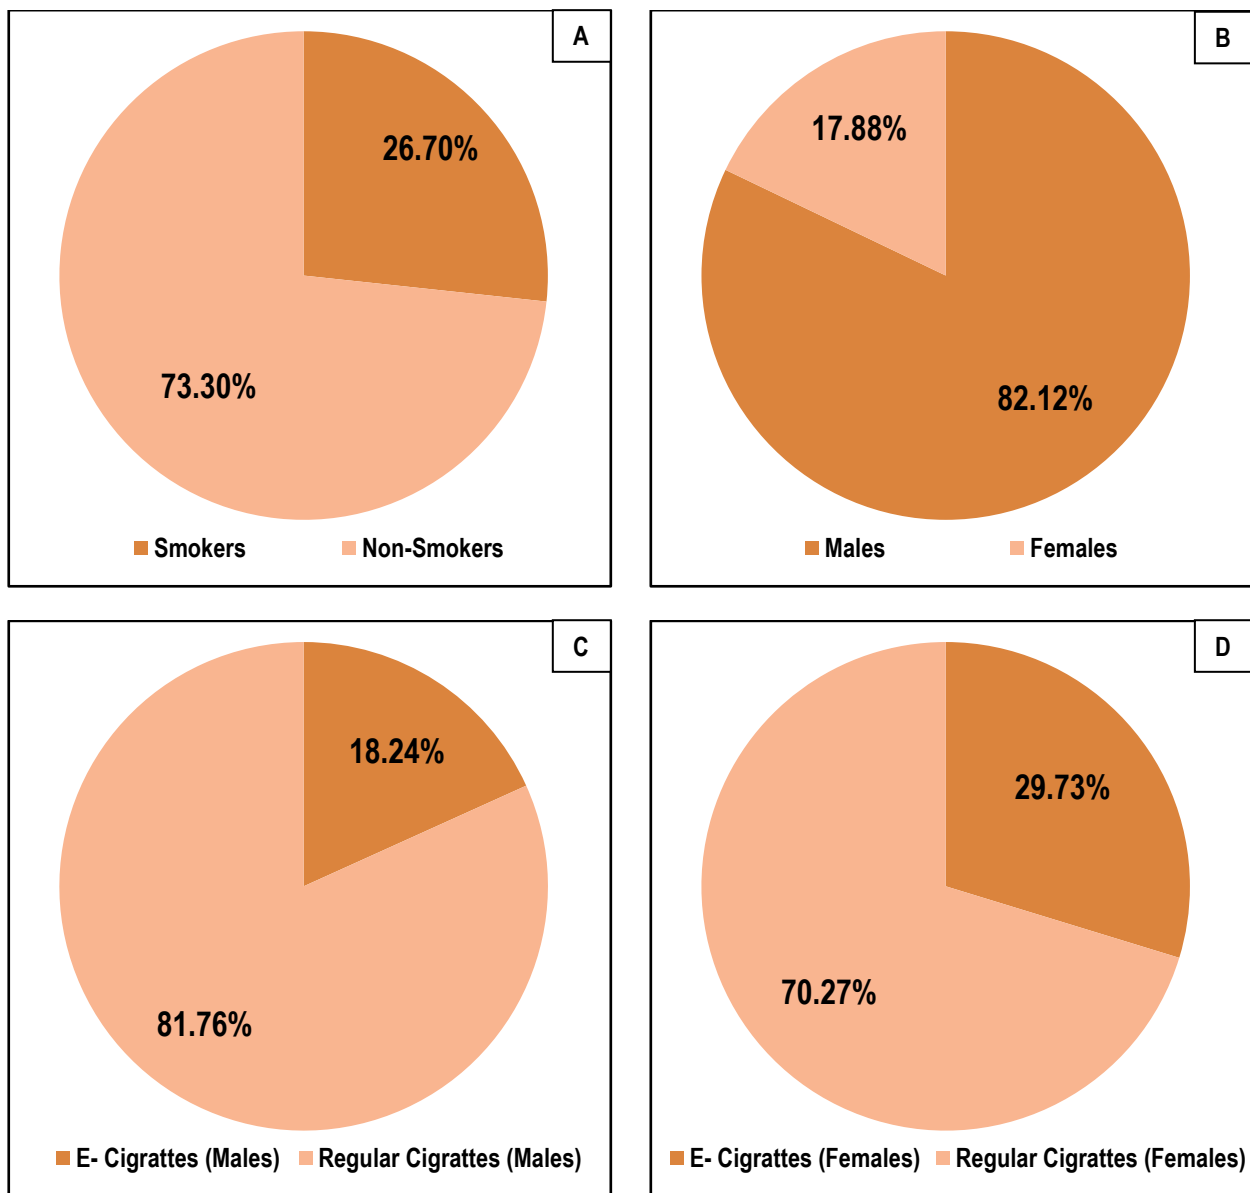 A
26.70%
73.30%
Smokers Non-Smokers
B
17.88%
82.12%
Males Females
C
18.24%
81.76%
E- Cigrattes (Males) Regular Cigrattes (Males)
D
29.73%
70.27%
E- Cigrattes (Females) Regular Cigrattes (Females)